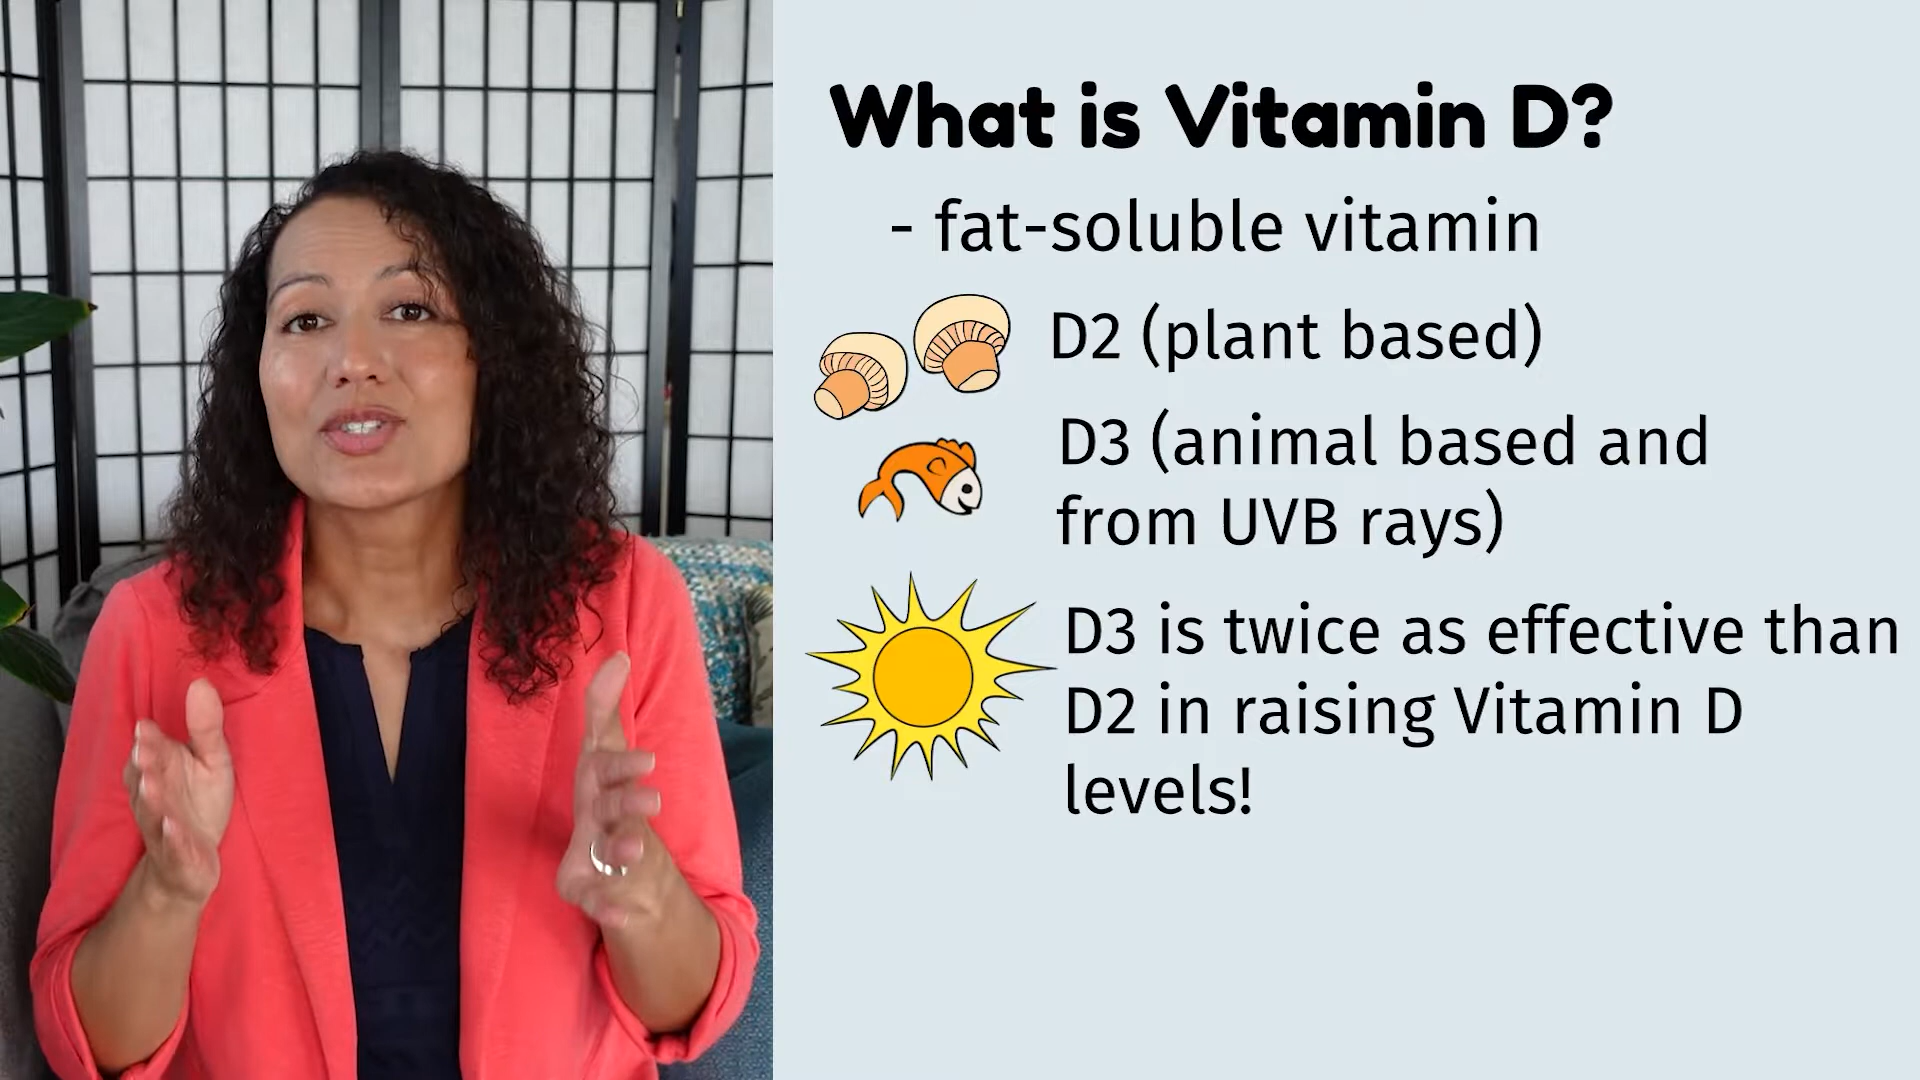 What is Vitamin D?
- fat-soluble vitamin
D2 (plant based)
D3 (animal based and
from UVB rays)
D3 is twice as effective than
D2 in raising Vitamin D
levels!